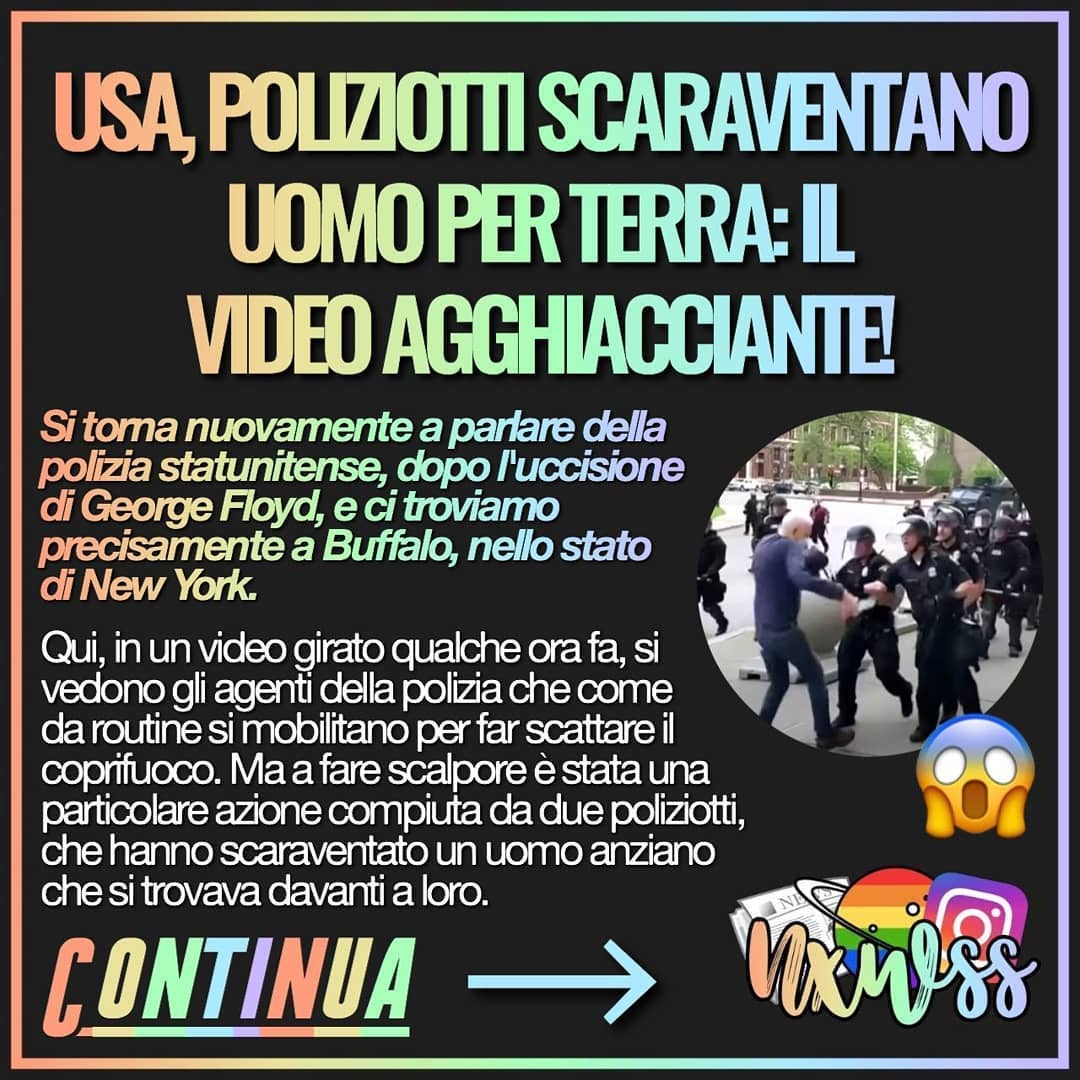 USA, POLIZIOTTI SCARAVENTANO
UOMO PER TERRA: IL
VIDEO AGGHIACCIANTE!
Si torna nuovamente a parlare della
polizia statunitense, dopo l'uccisione
di George Floyd, e ci troviamo
precisamente a Buffalo, nello stato
di New York.
Qui, in un video girato qualche ora fa, si
vedono gli agenti della polizia che come
da routine si mobilitano per far scattare il
coprifuoco. Ma a fare scalpore è stata una
particolare azione compiuta da due poliziotti,
che hanno scaraventato un uomo anziano
che si trovava davanti a loro.
CONTINUA
NEWS
Nxwss